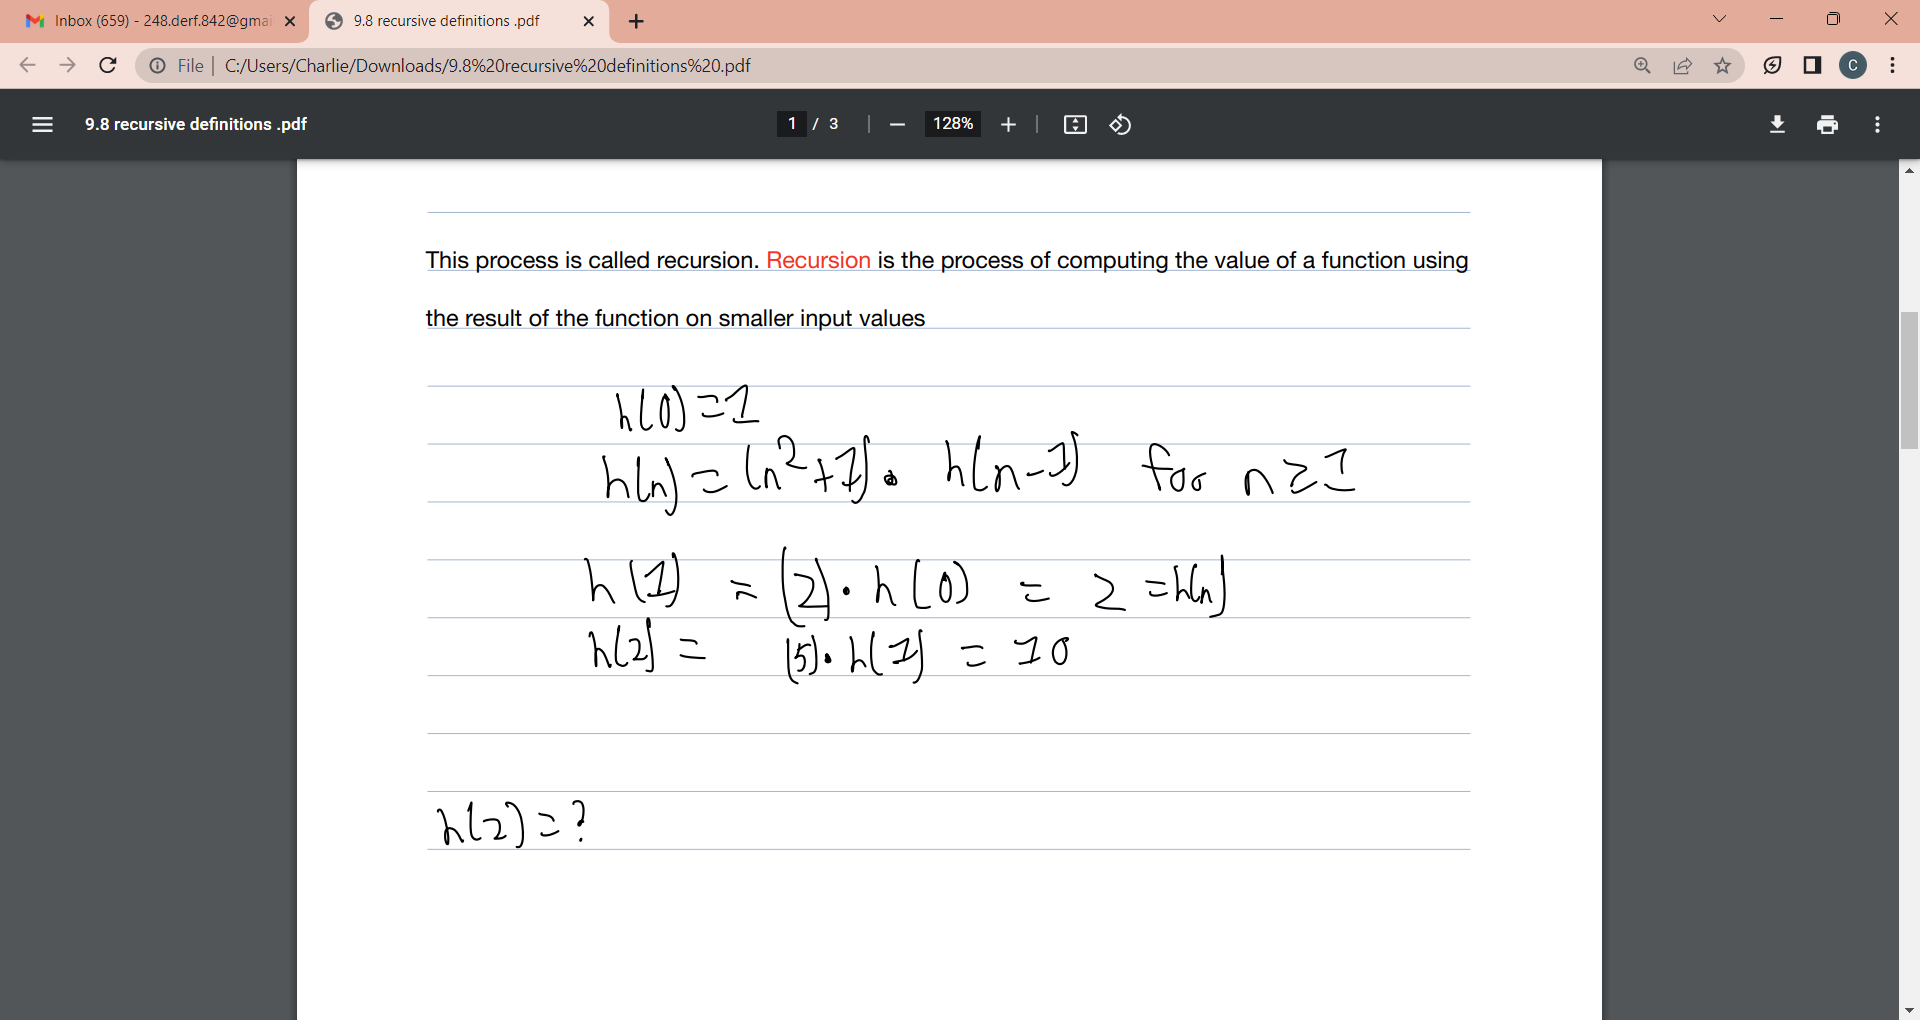 Inbox (659) - 248.derf.842@gmai
9.8 recursive definitions .pdf
File
C:/Users/Charlie/Downloads/9.8%20recursive%20definitions%20.pdf
C
9.8 recursive definitions .pdf
1 / 3
128%
This process is called recursion. Recursion is the process of computing the value of a function using
the result of the function on smaller input values
h(0)=1
h(n)=(n²+1)• h(n-1) for n≥1
h(1) = (2)·h(0) = 2 =h(n)
h(2) = (5)·h(1) = 10
h(2)=?